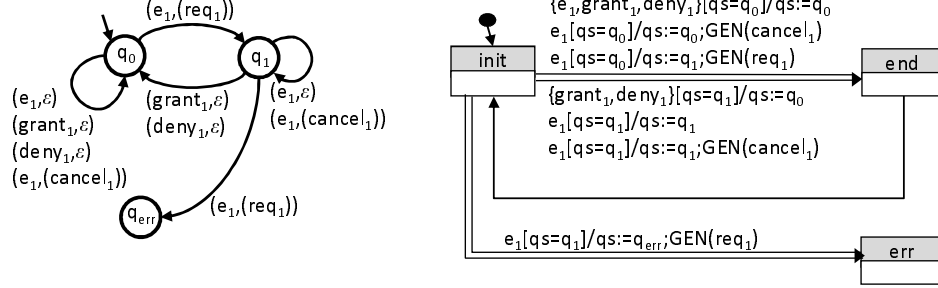 (e₁,(req₁))
q₀
q₁
(e₁,ε)
(grant₁,ε)
(deny₁,ε)
(e₁,(cancel₁))
(grant₁,ε)
(deny₁,ε)
(e₁,ε)
(e₁,(cancel₁))
q_err
(e₁,(req₁))
{e₁,grant₁,deny₁}[qs=q₀]/qs:=q₀
e₁[qs=q₀]/qs:=q₀;GEN(cancel₁)
e₁[qs=q₀]/qs:=q₁;GEN(req₁)
init
end
{grant₁,deny₁}[qs=q₁]/qs:=q₀
e₁[qs=q₁]/qs:=q₁
e₁[qs=q₁]/qs:=q₁;GEN(cancel₁)
e₁[qs=q₁]/qs:=q_err;GEN(req₁)
err